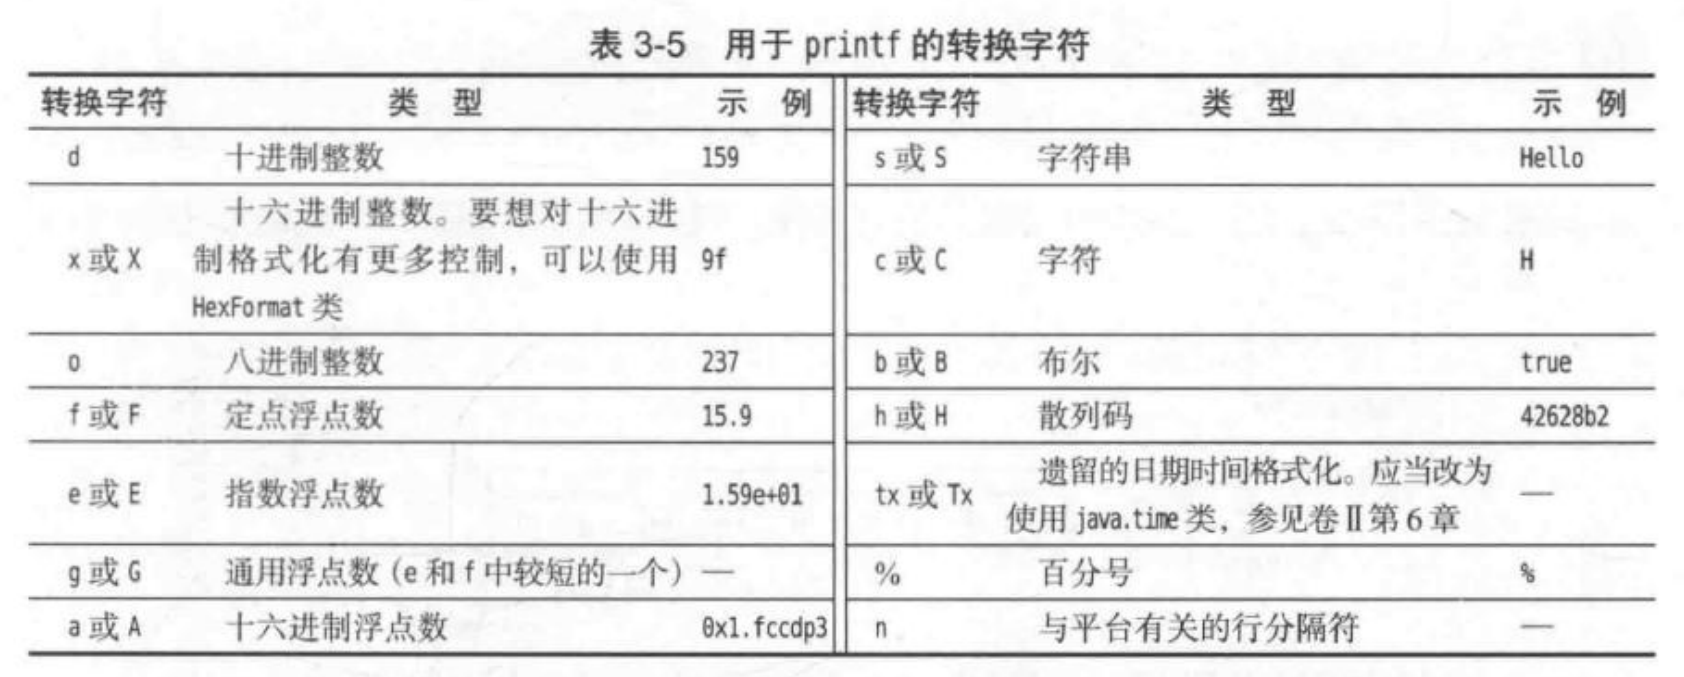 表 3-5 用于 printf 的转换字符
转换字符 类 型 示 例 转换字符 类 型 示 例
d 十进制整数 159 s 或 S 字符串 Hello
十六进制整数。要想对十六进
x 或 X 制格式化有更多控制，可以使用 9f c 或 C 字符 H
HexFormat 类
o 八进制整数 237 b 或 B 布尔 true
f 或 F 定点浮点数 15.9 h 或 H 散列码 42628b2
遗留的日期时间格式化。应当改为
e 或 E 指数浮点数 1.59e+01 tx 或 Tx —
使用 java.time 类，参见卷Ⅱ第 6 章
g 或 G 通用浮点数（e 和 f 中较短的一个） — % 百分号 %
a 或 A 十六进制浮点数 0x1.fccdp3 n 与平台有关的行分隔符 —